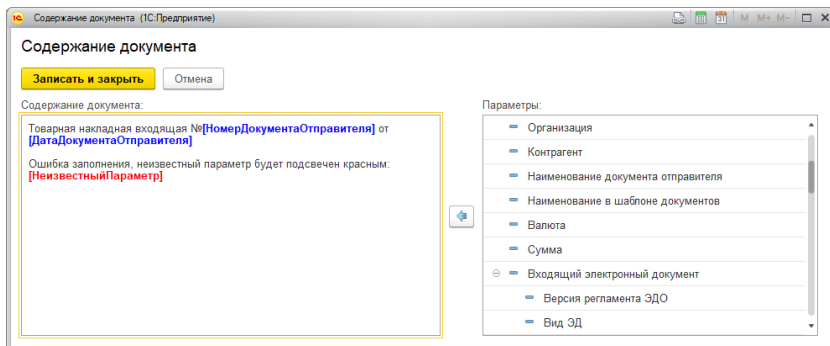 1С Содержание документа (1С:Предприятие) 31 M M+ M-
Содержание документа
Записать и закрыть Отмена
Содержание документа:
Товарная накладная входящая №[НомерДокументаОтправителя] от
[ДатаДокументаОтправителя]
Ошибка заполнения, неизвестный параметр будет подсвечен красным:
[НеизвестныйПараметр]
Параметры:
Организация
Контрагент
Наименование документа отправителя
Наименование в шаблоне документов
Валюта
Сумма
Входящий электронный документ
Версия регламента ЭДО
Вид ЭД